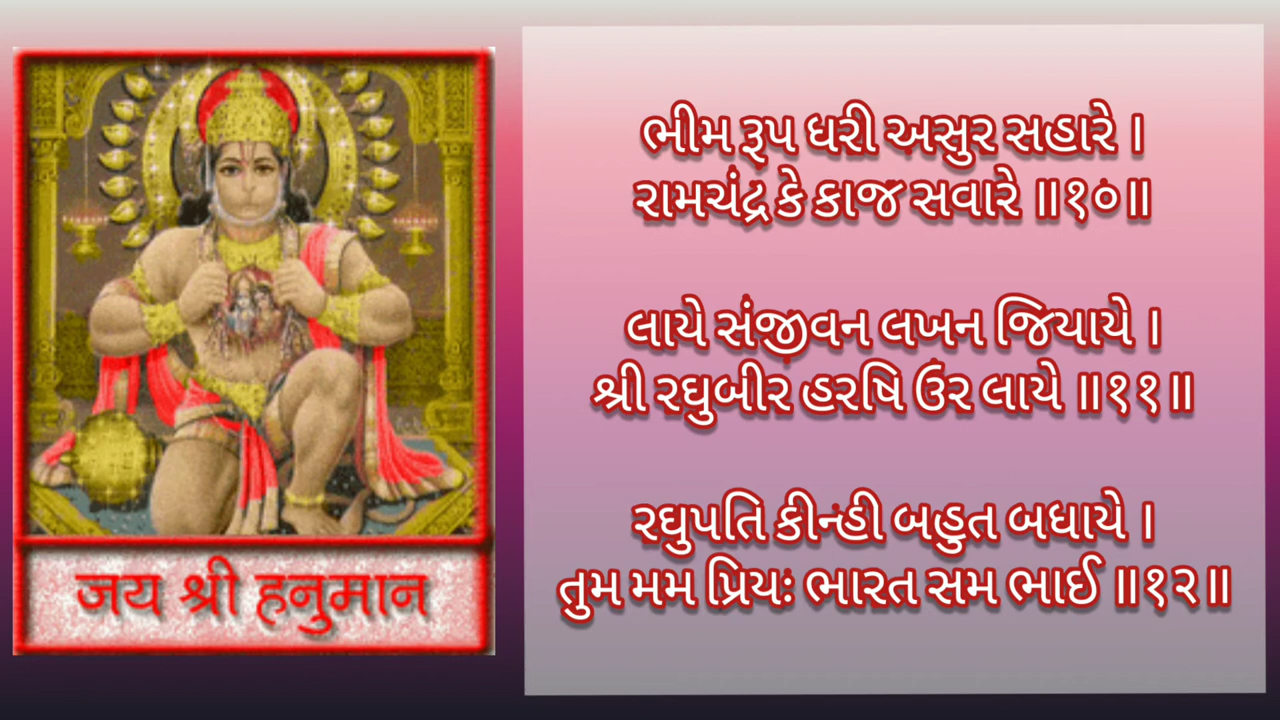 ભીમ રૂપ ધરી અસુર સહારે ।
રામચંદ્ર કે કાજ સવારે ॥૧૦॥
લાયે સંજીવન લખન જિયાયે ।
શ્રી રઘુબીર હરષિ ઉર લાયે ॥૧૧॥
રઘુપતિ કીન્હી બહુત બધાયે ।
તુમ મમ પ્રિયઃ ભારત સમ ભાઈ ॥૧૨॥
जय श्री हनुमान